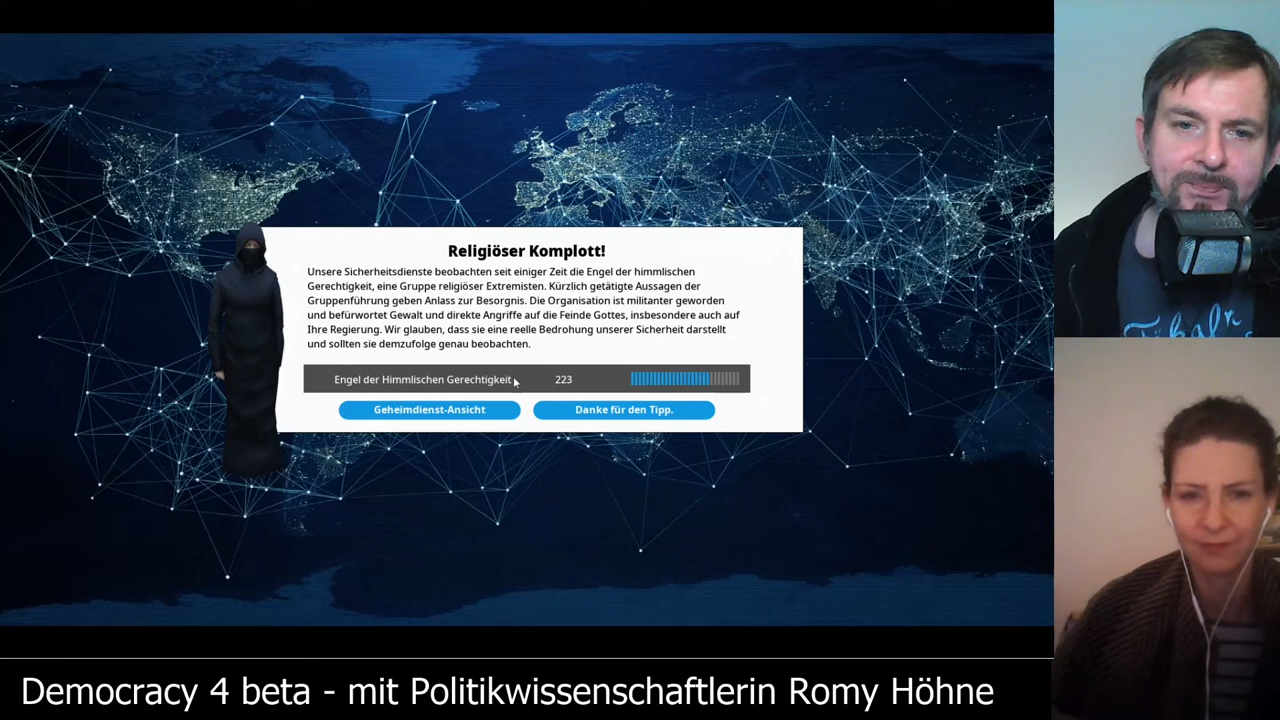 Religiöser Komplott!
Unsere Sicherheitsdienste beobachten seit einiger Zeit die Engel der himmlischen
Gerechtigkeit, eine Gruppe religiöser Extremisten. Kürzlich getätigte Aussagen der
Gruppenführung geben Anlass zur Besorgnis. Die Organisation ist militanter geworden
und befürwortet Gewalt und direkte Angriffe auf die Feinde Gottes, insbesondere auch auf
Ihre Regierung. Wir glauben, dass sie eine reelle Bedrohung unserer Sicherheit darstellt
und sollten sie demzufolge genau beobachten.
Engel der Himmlischen Gerechtigkeit 223
Geheimdienst-Ansicht Danke für den Tipp.
Democracy 4 beta - mit Politikwissenschaftlerin Romy Höhne